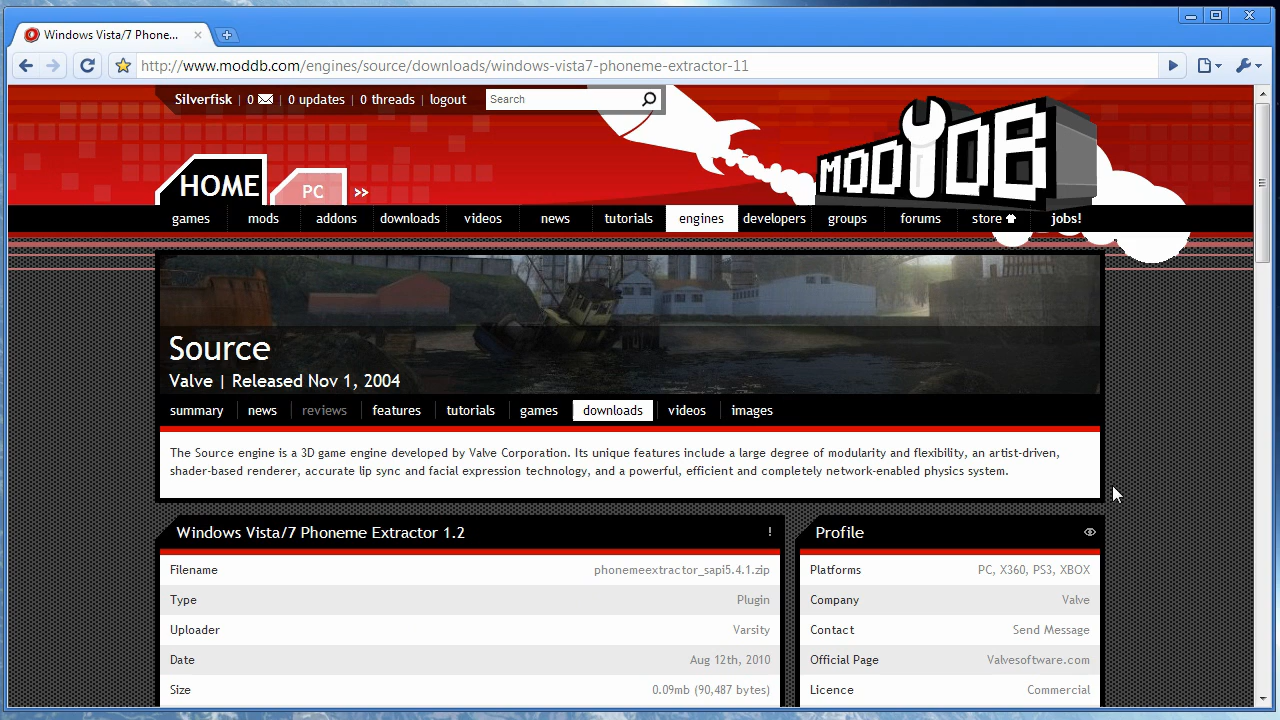 Windows Vista/7 Phone...
http://www.moddb.com/engines/source/downloads/windows-vista7-phoneme-extractor-11
Silverfisk | 0 | 0 updates | 0 threads | logout
Search
MOD DB
HOME
PC
»
games mods addons downloads videos news tutorials engines developers groups forums store jobs!
Source
Valve | Released Nov 1, 2004
summary news reviews features tutorials games downloads videos images
The Source engine is a 3D game engine developed by Valve Corporation. Its unique features include a large degree of modularity and flexibility, an artist-driven,
shader-based renderer, accurate lip sync and facial expression technology, and a powerful, efficient and completely network-enabled physics system.
Windows Vista/7 Phoneme Extractor 1.2 !
Filename phonemeextractor_sapi5.4.1.zip
Type Plugin
Uploader Varsity
Date Aug 12th, 2010
Size 0.09mb (90,487 bytes)
Profile
Platforms PC, X360, PS3, XBOX
Company Valve
Contact Send Message
Official Page Valvesoftware.com
Licence Commercial